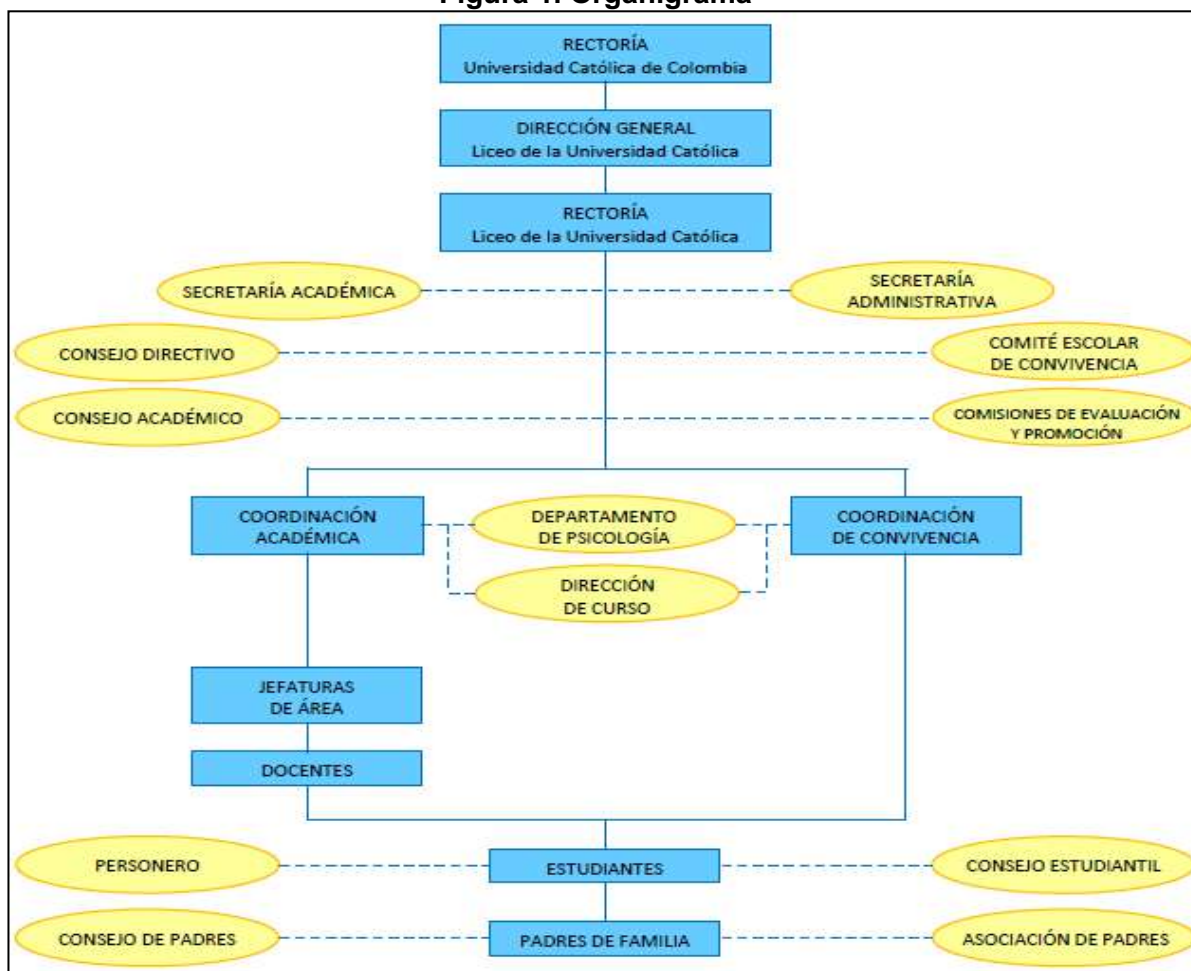 Figura 1. Organigrama
RECTORÍA
Universidad Católica de Colombia
DIRECCIÓN GENERAL
Liceo de la Universidad Católica
RECTORÍA
Liceo de la Universidad Católica
SECRETARÍA ACADÉMICA
SECRETARÍA
ADMINISTRATIVA
CONSEJO DIRECTIVO
COMITÉ ESCOLAR
DE CONVIVENCIA
CONSEJO ACADÉMICO
COMISIONES DE EVALUACIÓN
Y PROMOCIÓN
COORDINACIÓN
ACADÉMICA
DEPARTAMENTO
DE PSICOLOGÍA
COORDINACIÓN
DE CONVIVENCIA
DIRECCIÓN
DE CURSO
JEFATURAS
DE ÁREA
DOCENTES
PERSONERO
ESTUDIANTES
CONSEJO ESTUDIANTIL
CONSEJO DE PADRES
PADRES DE FAMILIA
ASOCIACIÓN DE PADRES